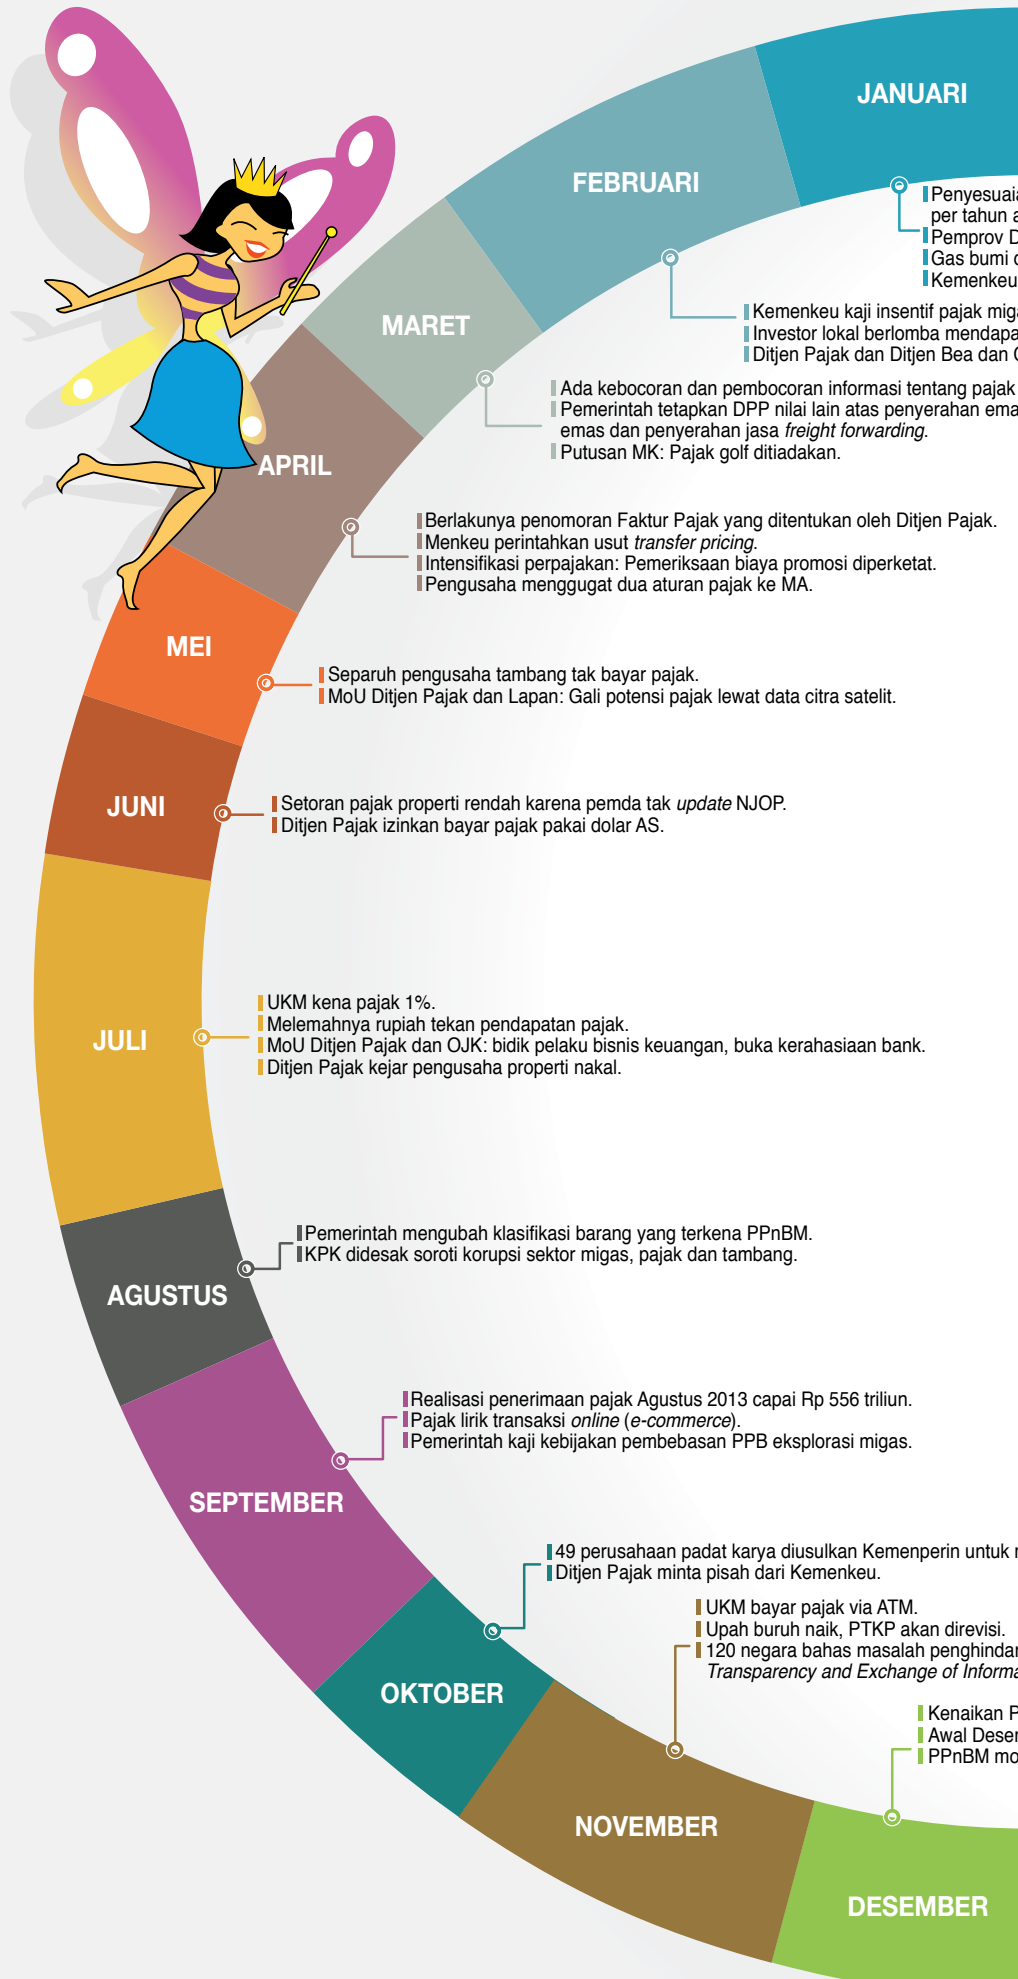 JANUARI
per tahun
Pemprov
Gas bumi
Kemenkeu
FEBRUARI
Kemenkeu kaji insentif pajak
Investor lokal berlomba
Ditjen Pajak dan Ditjen Bea dan
MARET
Ada kebocoran dan pembocoran informasi tentang pajak
Pemerintah tetapkan DPP nilai lain atas penyerahan
emas dan penyerahan jasa freight forwarding.
Putusan MK: Pajak golf ditiadakan.
APRIL
Berlakunya penomoran Faktur Pajak yang ditentukan oleh Ditjen Pajak.
Menkeu perintahkan usut transfer pricing.
Intensifikasi perpajakan: Pemeriksaan biaya promosi diperketat.
Pengusaha menggugat dua aturan pajak ke MA.
MEI
Separuh pengusaha tambang tak bayar pajak.
MoU Ditjen Pajak dan Lapan: Gali potensi pajak lewat data citra satelit.
JUNI
Setoran pajak properti rendah karena pemda tak update NJOP.
Ditjen Pajak izinkan bayar pajak pakai dolar AS.
JULI
UKM kena pajak 1%.
Melemahnya rupiah tekan pendapatan pajak.
MoU Ditjen Pajak dan OJK: bidik pelaku bisnis keuangan, buka kerahasiaan bank.
Ditjen Pajak kejar pengusaha properti nakal.
AGUSTUS
Pemerintah mengubah klasifikasi barang yang terkena PPnBM.
KPK didesak soroti korupsi sektor migas, pajak dan tambang.
SEPTEMBER
Realisasi penerimaan pajak Agustus 2013 capai Rp 556 triliun.
Pajak lirik transaksi online (e-commerce).
Pemerintah kaji kebijakan pembebasan PPB eksplorasi migas.
OKTOBER
49 perusahaan padat karya diusulkan Kemenperin untuk
Ditjen Pajak minta pisah dari Kemenkeu.
NOVEMBER
UKM bayar pajak via ATM.
Upah buruh naik, PTKP akan direvisi.
120 negara bahas masalah
Transparency and Exchange of
DESEMBER
Kenaikan
Awal
PPnBM